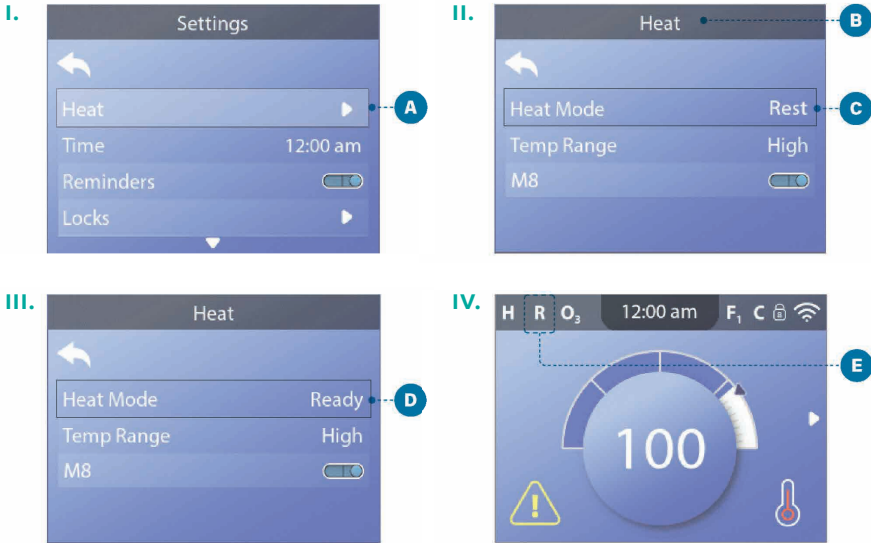 I.
Settings
Heat
A
Time 12:00 am
Reminders
Locks
II.
Heat
B
Heat Mode Rest
C
Temp Range High
M8
III.
Heat
Heat Mode Ready
D
Temp Range High
M8
IV.
H R O₃ 12:00 am F₁ C
E
100